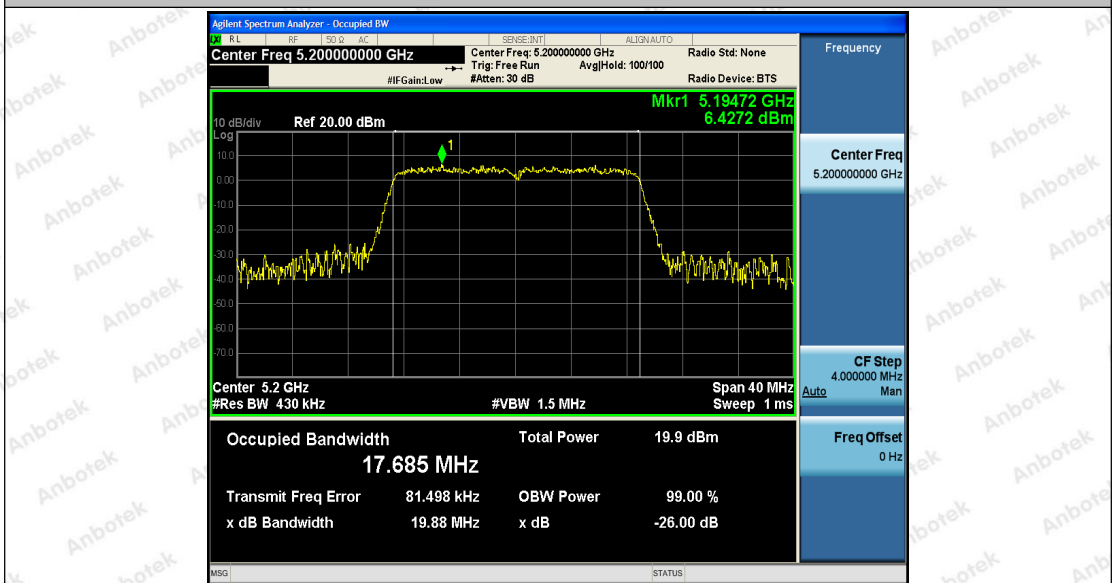 Agilent Spectrum Analyzer - Occupied BW
RL RF 50 Ω AC SENSE:INT ALIGNAUTO
Center Freq 5.200000000 GHz
Center Freq: 5.200000000 GHz
Radio Std: None
Trig: Free Run Avg|Hold: 100/100
#IFGain:Low
#Atten: 30 dB
Radio Device: BTS
Frequency
Mkr1 5.19472 GHz
6.4272 dBm
10 dB/div Ref 20.00 dBm
Log
10.0
0.00
-10.0
-20.0
-30.0
-40.0
-50.0
-60.0
-70.0
1
Center 5.2 GHz
Span 40 MHz
#Res BW 430 kHz
#VBW 1.5 MHz
Sweep 1 ms
Center Freq
5.200000000 GHz
CF Step
4.000000 MHz
Auto Man
Freq Offset
0 Hz
Occupied Bandwidth
17.685 MHz
Total Power 19.9 dBm
Transmit Freq Error 81.498 kHz
OBW Power 99.00 %
x dB Bandwidth 19.88 MHz
x dB -26.00 dB
MSG
STATUS
Anbotek